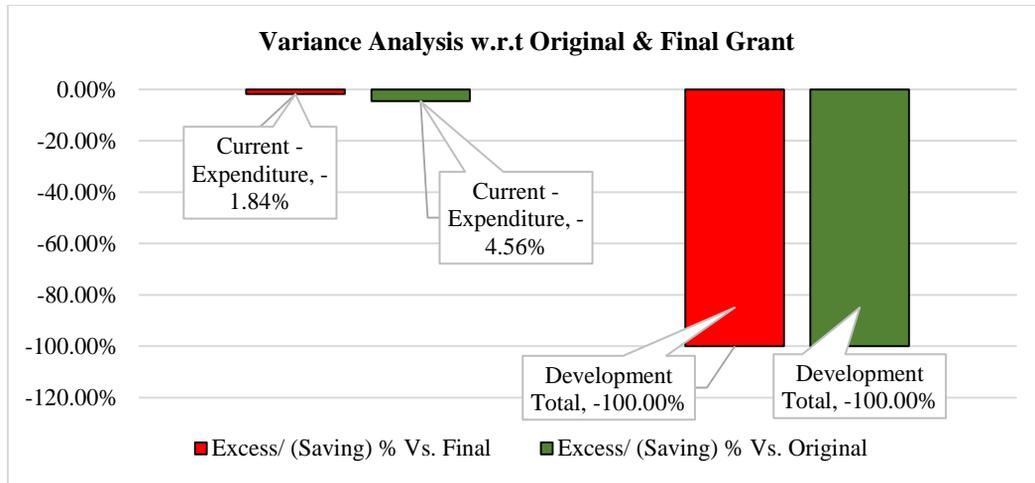 Variance Analysis w.r.t Original & Final Grant
0.00%
-20.00%
-40.00%
-60.00%
-80.00%
-100.00%
-120.00%
Current -
Expenditure, -
1.84%
Current -
Expenditure, -
4.56%
Development
Total, -100.00%
Development
Total, -100.00%
Excess/ (Saving) % Vs. Final
Excess/ (Saving) % Vs. Original